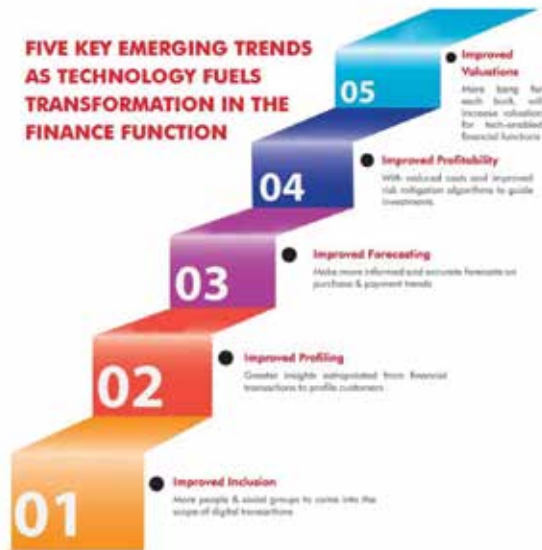 FIVE KEY EMERGING TRENDS
AS TECHNOLOGY FUELS
TRANSFORMATION IN THE
FINANCE FUNCTION
05
Improved
Valuations
More bang for
each buck, will
increase valuation
for tech-enabled
financial functions
04
Improved Profitability
With reduced costs and improved
risk mitigation algorithms to guide
investments
03
Improved Forecasting
Make more informed and accurate forecasts on
purchase & payment trends
02
Improved Profiling
Greater insights extrapolated from financial
transactions to profile customers
01
Improved Inclusion
More people & social groups to come into the
scope of digital transactions